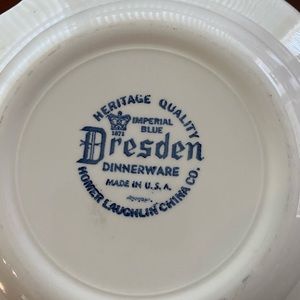 HERITAGE QUALITY
IMPERIAL
1871 BLUE
Dresden
DINNERWARE
MADE IN U.S.A.
HOMER LAUGHLIN CHINA CO.